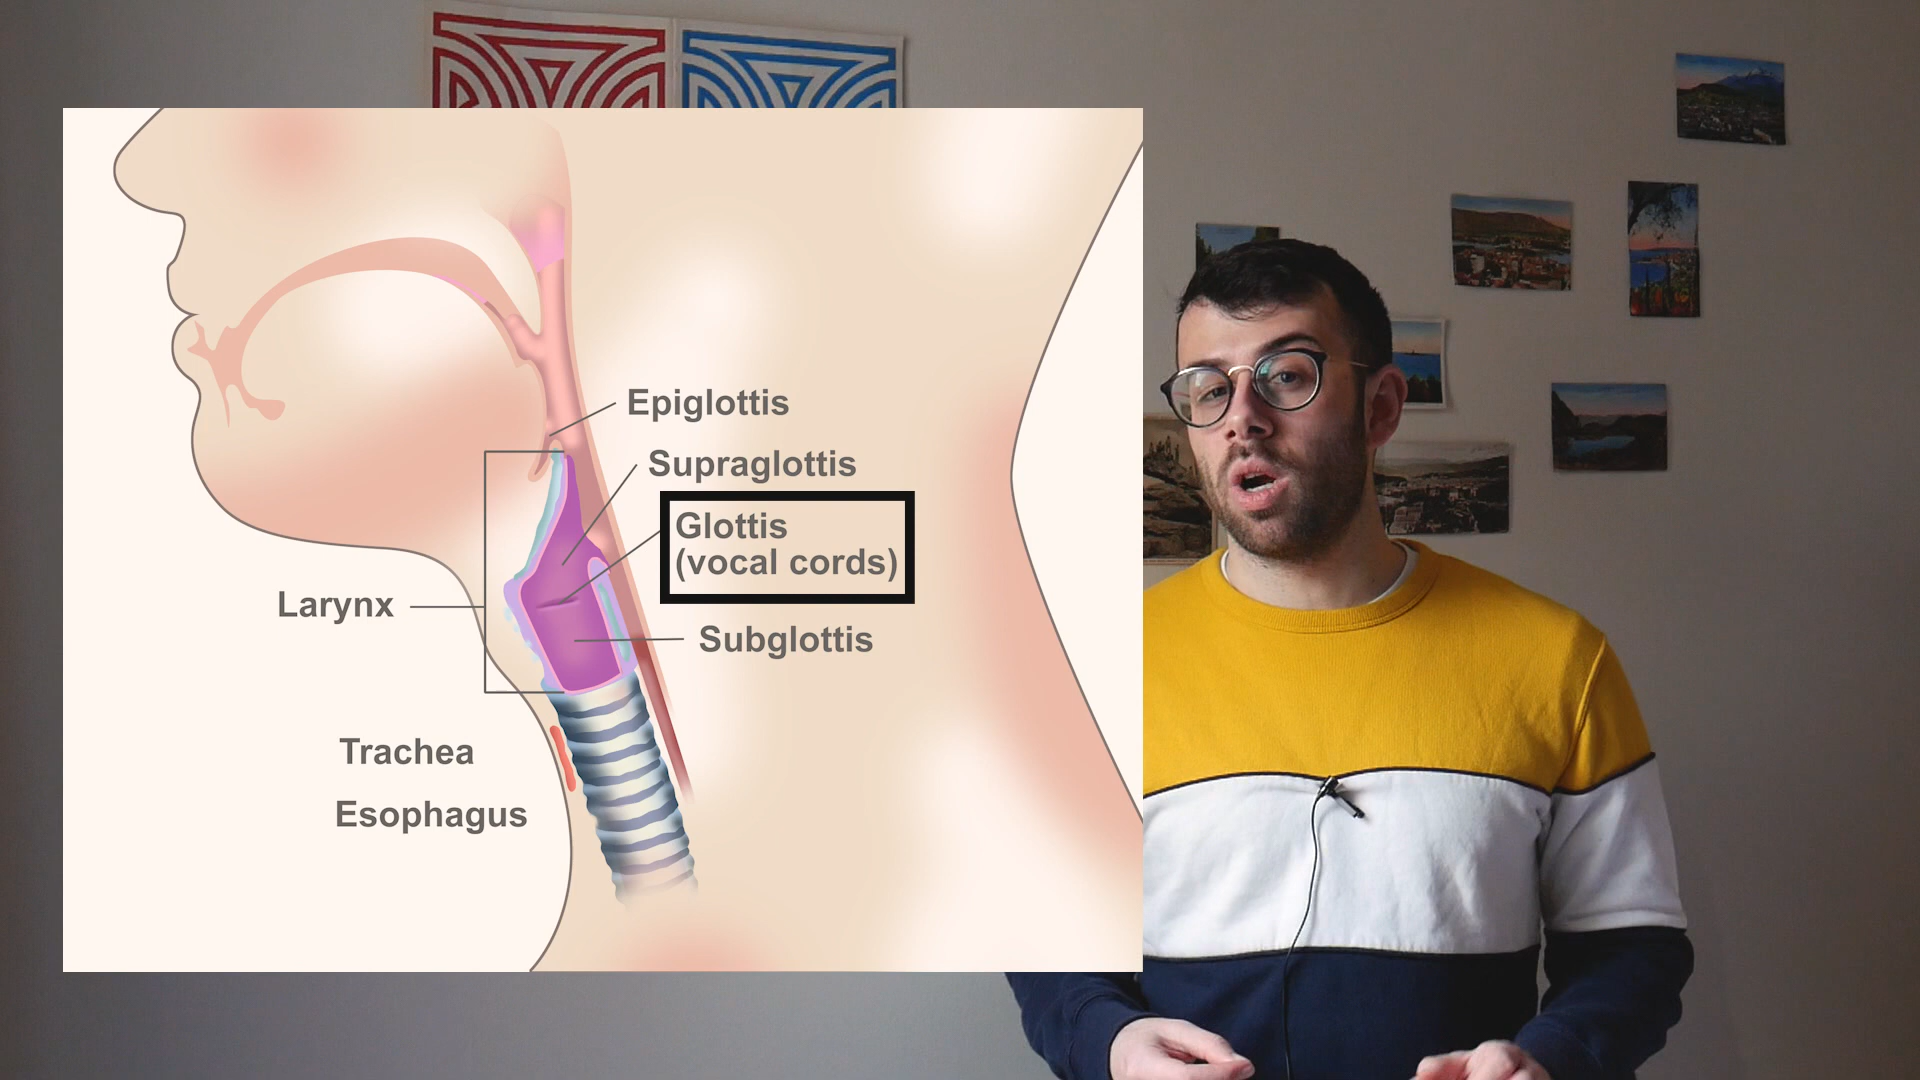 Epiglottis
Supraglottis
Glottis
(vocal cords)
Larynx
Subglottis
Trachea
Esophagus